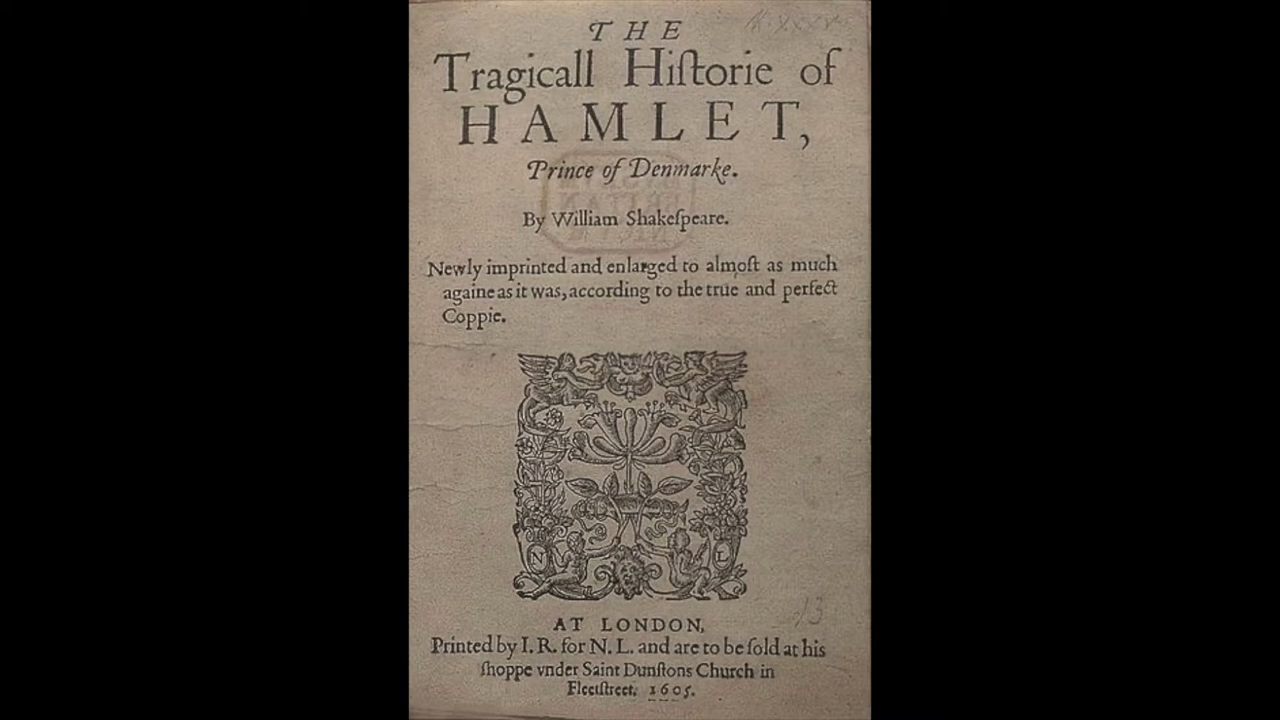 THE
Tragicall Hiſtorie of
HAMLET,
Prince of Denmarke.
By William Shakeſpeare.
Newly imprinted and enlarged to almoſt as much
againe as it was, according to the true and perfect
Coppie.
N L
AT LONDON,
Printed by I. R. for N. L. and are to be ſold at his
ſhoppe vnder Saint Dunſtons Church in
Fleetſtreet. 1605.
13